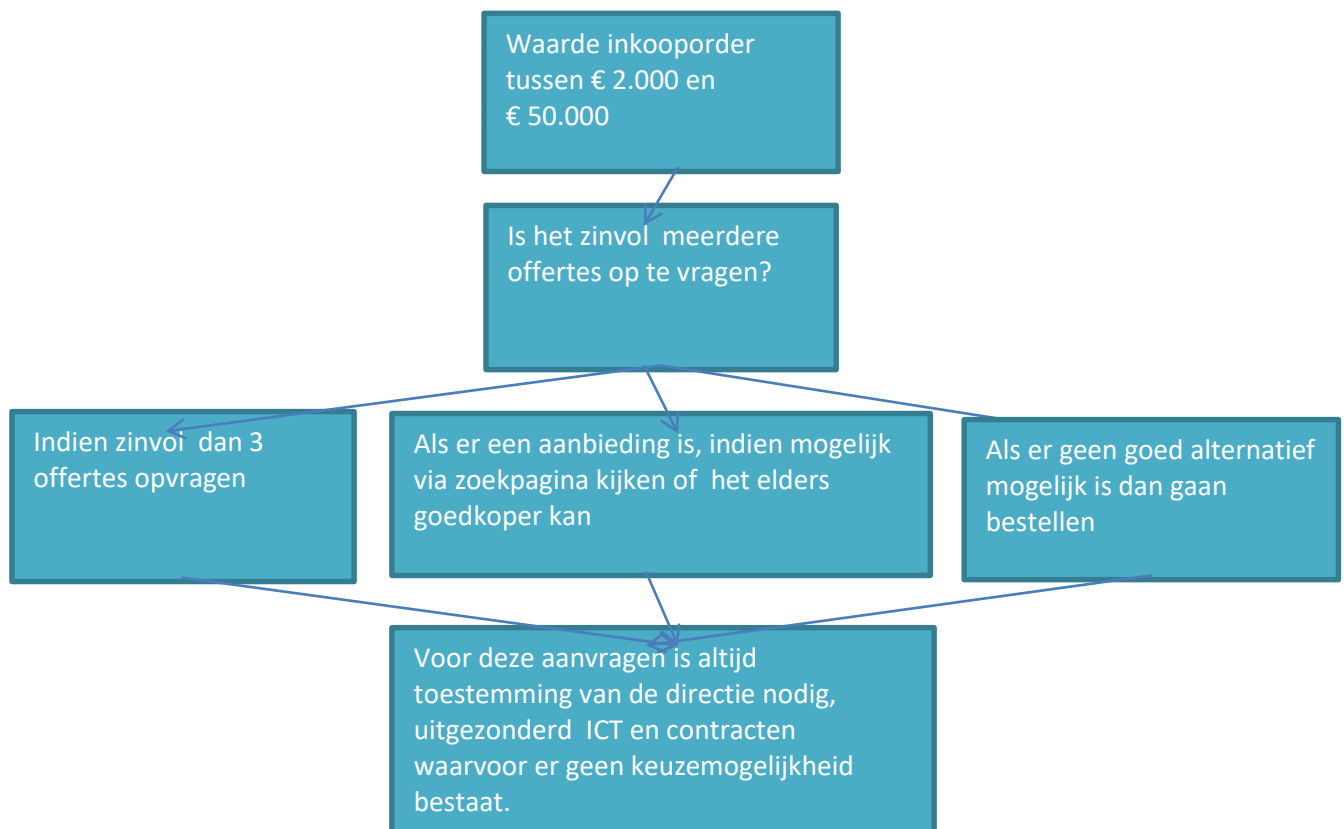 Waarde inkooporder
tussen € 2.000 en
€ 50.000
Is het zinvol  meerdere
offertes op te vragen?
Indien zinvol  dan 3
offertes opvragen
Als er een aanbieding is, indien mogelijk
via zoekpagina kijken of  het elders
goedkoper kan
Als er geen goed alternatief
mogelijk is dan gaan
bestellen
Voor deze aanvragen is altijd
toestemming van de directie nodig,
uitgezonderd  ICT en contracten
waarvoor er geen keuzemogelijkheid
bestaat.